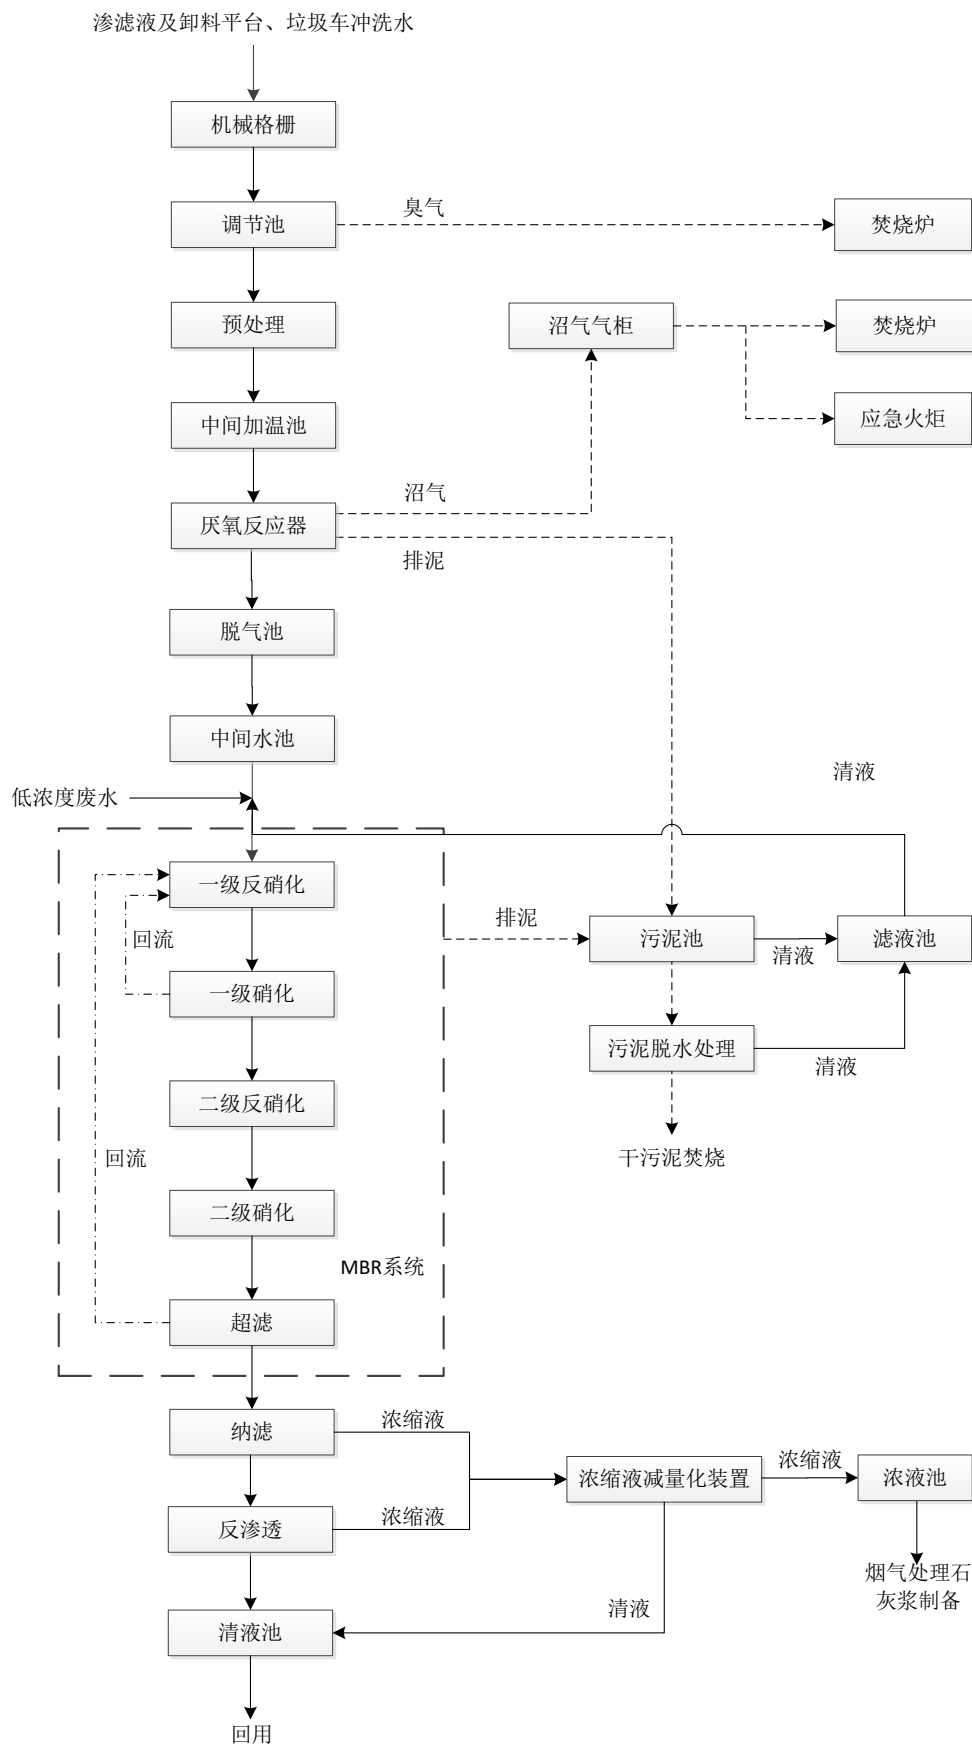 渗滤液及卸料平台、垃圾车冲洗水
机械格栅
调节池
臭气
焚烧炉
预处理
沼气气柜
焚烧炉
中间加温池
应急火炬
沼气
厌氧反应器
排泥
脱气池
中间水池
清液
低浓度废水
一级反硝化
排泥
污泥池
清液
滤液池
回流
一级硝化
污泥脱水处理
清液
二级反硝化
回流
干污泥焚烧
二级硝化
MBR系统
超滤
纳滤
浓缩液
浓缩液减量化装置
浓缩液
浓液池
反渗透
浓缩液
烟气处理石
灰浆制备
清液
清液池
回用